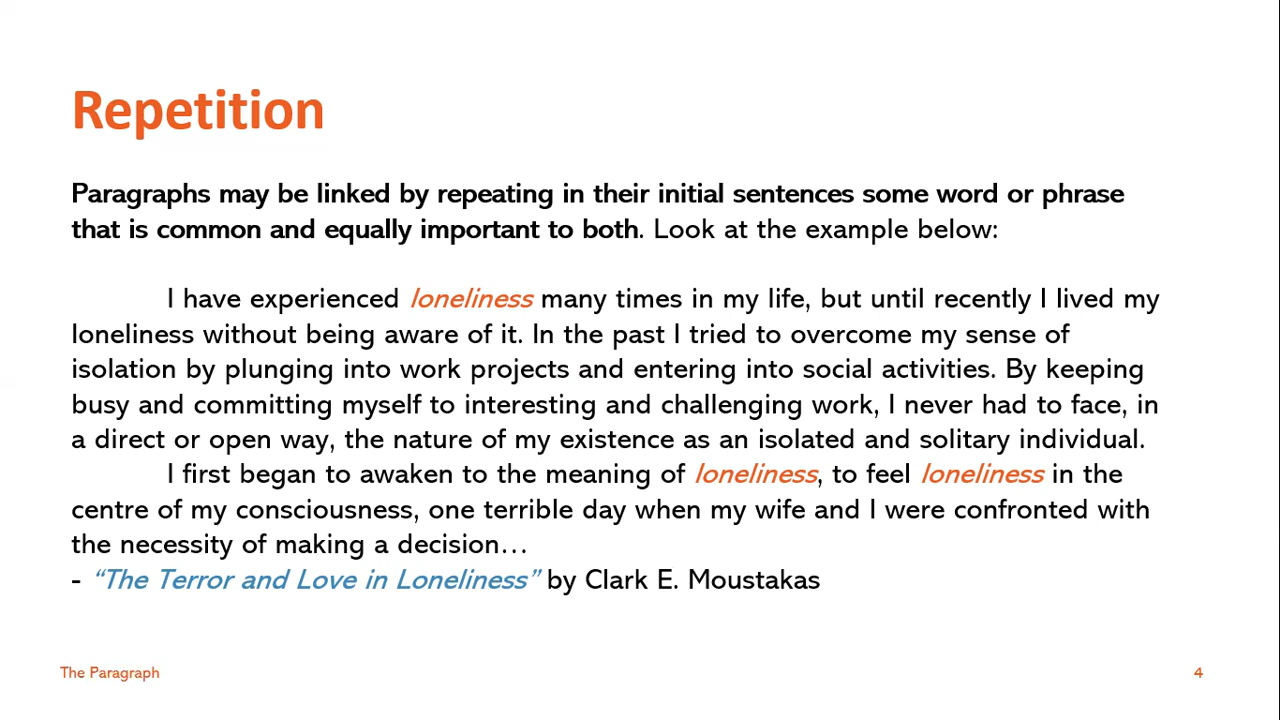 Repetition
Paragraphs may be linked by repeating in their initial sentences some word or phrase
that is common and equally important to both. Look at the example below:
I have experienced loneliness many times in my life, but until recently I lived my
loneliness without being aware of it. In the past I tried to overcome my sense of
isolation by plunging into work projects and entering into social activities. By keeping
busy and committing myself to interesting and challenging work, I never had to face, in
a direct or open way, the nature of my existence as an isolated and solitary individual.
I first began to awaken to the meaning of loneliness, to feel loneliness in the
centre of my consciousness, one terrible day when my wife and I were confronted with
the necessity of making a decision…
- “The Terror and Love in Loneliness” by Clark E. Moustakas
The Paragraph
4